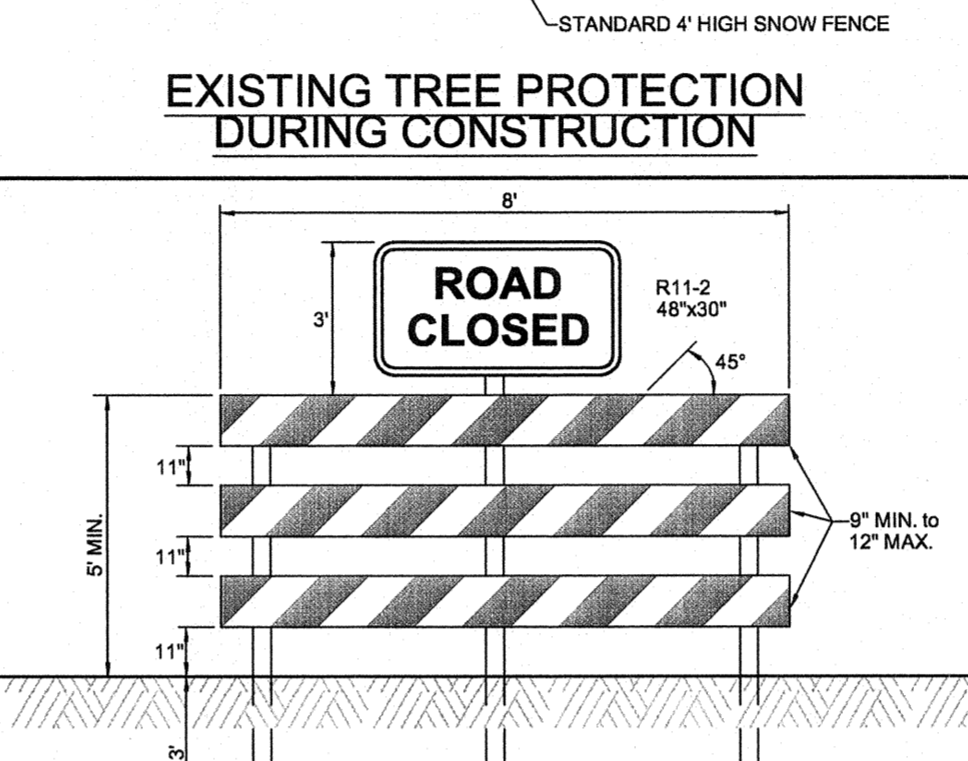 STANDARD 4' HIGH SNOW FENCE
EXISTING TREE PROTECTION
DURING CONSTRUCTION
8'
ROAD
CLOSED
3'
R11-2
48"x30"
45°
11"
11"
11"
5' MIN.
9" MIN. to
12" MAX.
3'